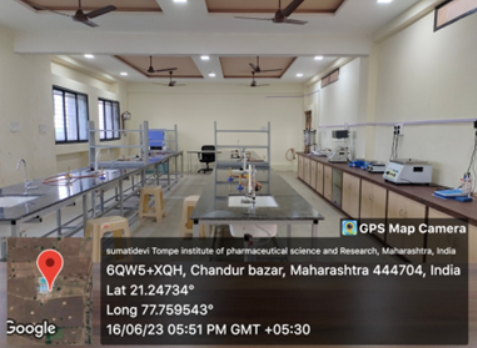 GPS Map Camera
sumatidevi Tompe institute of pharmaceutical science and Research, Maharashtra, India
6QW5+XQH, Chandur bazar, Maharashtra 444704, India
Lat 21.24734°
Long 77.759543°
16/06/23 05:51 PM GMT +05:30
Google